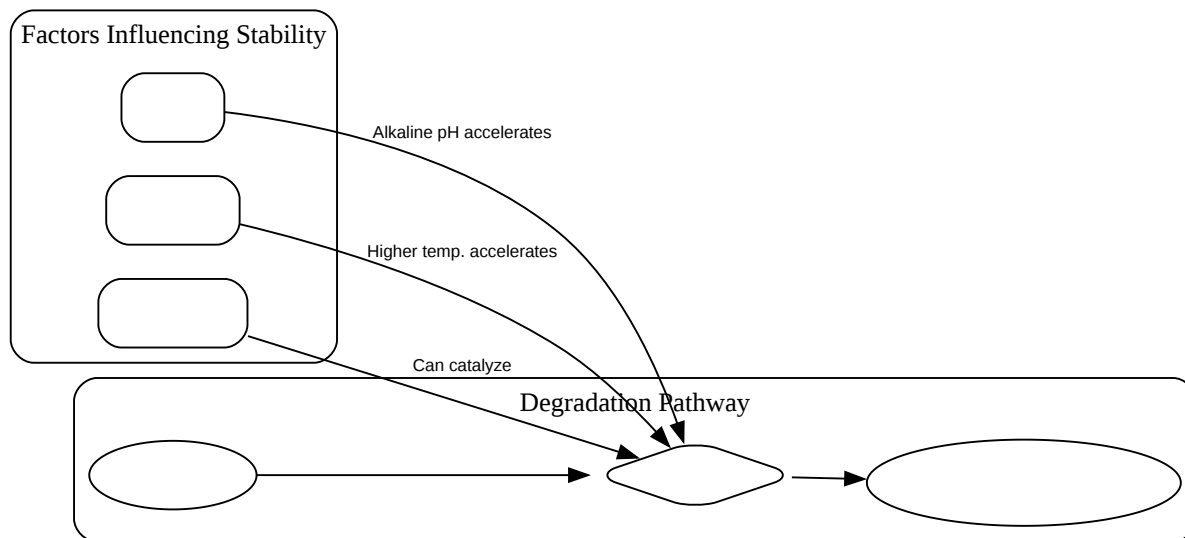 Factors Influencing Stability
Alkaline pH accelerates
Higher temp. accelerates
Can catalyze
Degradation Pathway